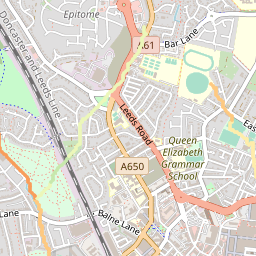 Epitome
Doncaster and Leeds Line
A61
Bar Lane
Leeds Road
Queen
Elizabeth
Grammar
School
Eas
A650
Lane
Balne Lane